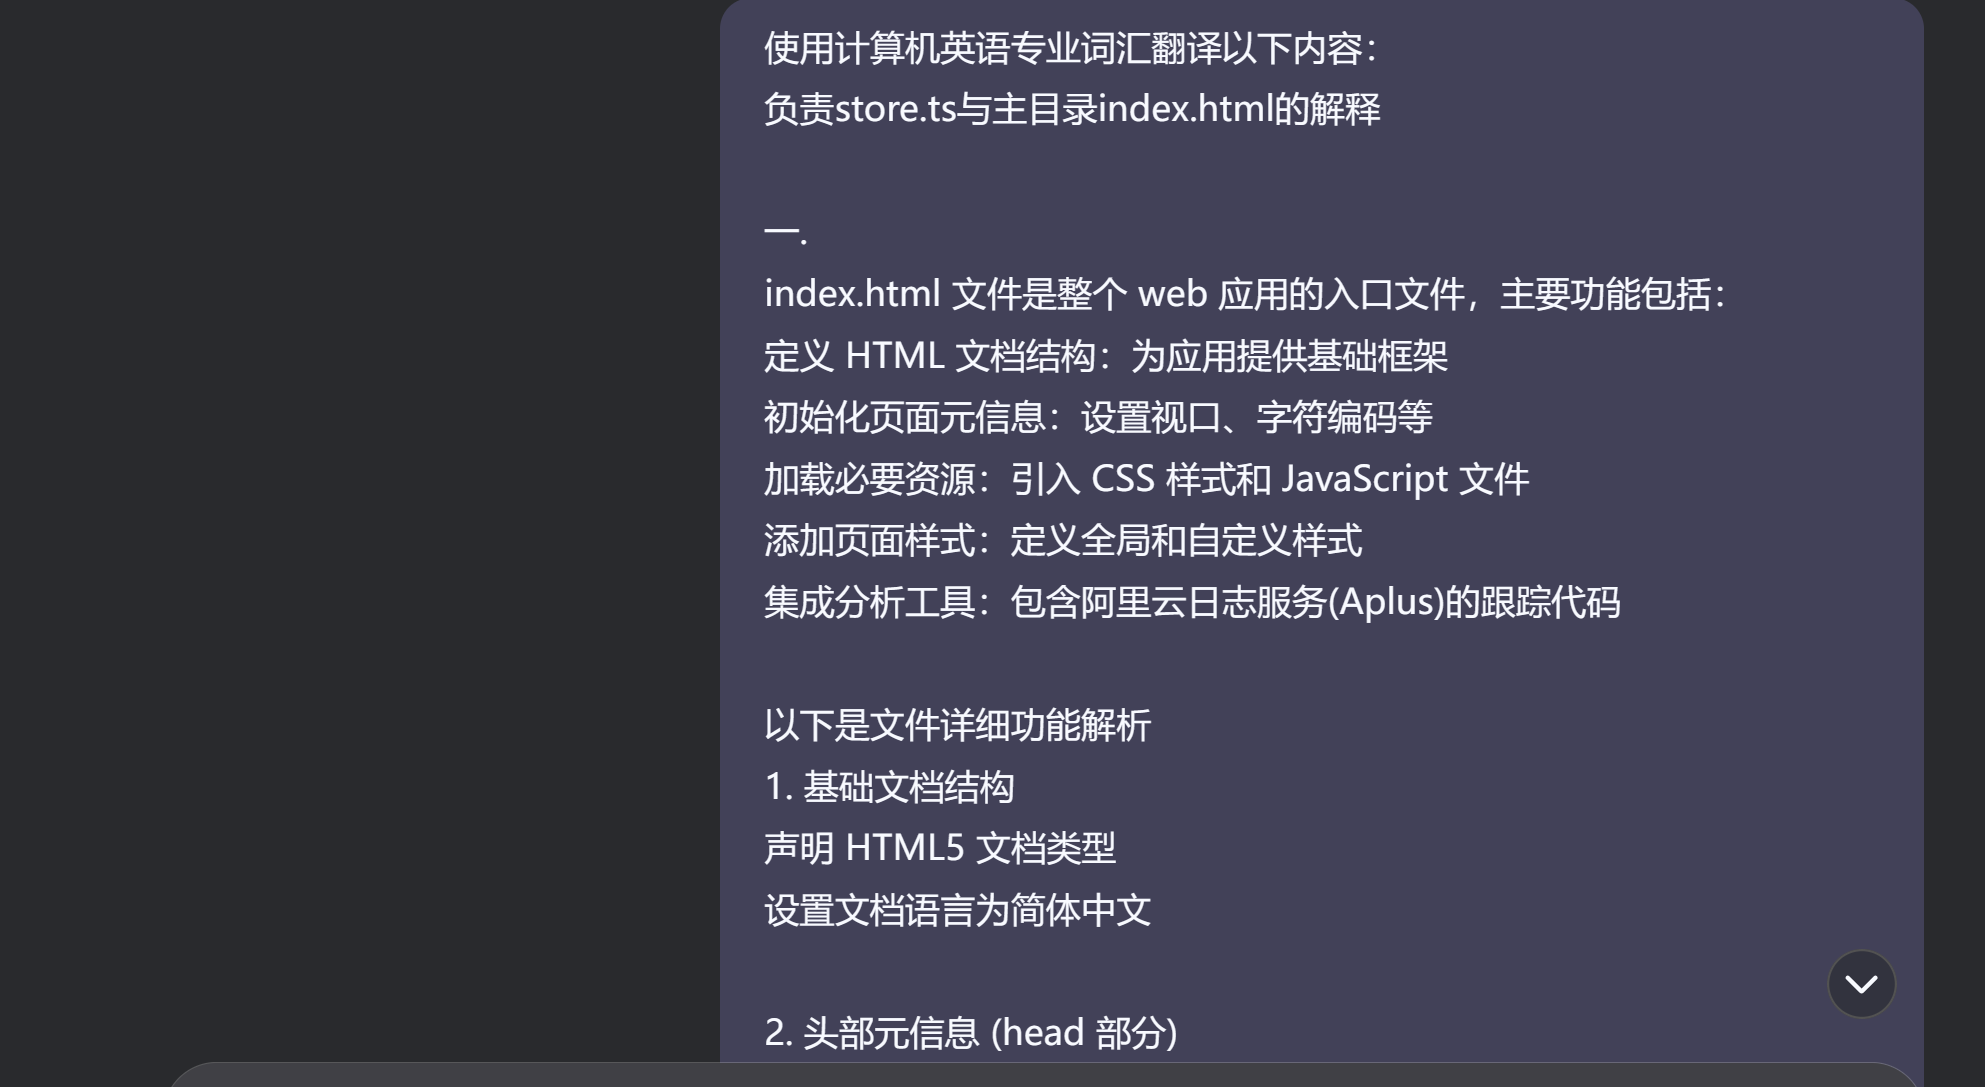 使用计算机英语专业词汇翻译以下内容：
负责store.ts与主目录index.html的解释
一.
index.html 文件是整个 web 应用的入口文件，主要功能包括：
定义 HTML 文档结构：为应用提供基础框架
初始化页面元信息：设置视口、字符编码等
加载必要资源：引入 CSS 样式和 JavaScript 文件
添加页面样式：定义全局和自定义样式
集成分析工具：包含阿里云日志服务(Aplus)的跟踪代码
以下是文件详细功能解析
1. 基础文档结构
声明 HTML5 文档类型
设置文档语言为简体中文
2. 头部元信息 (head 部分)